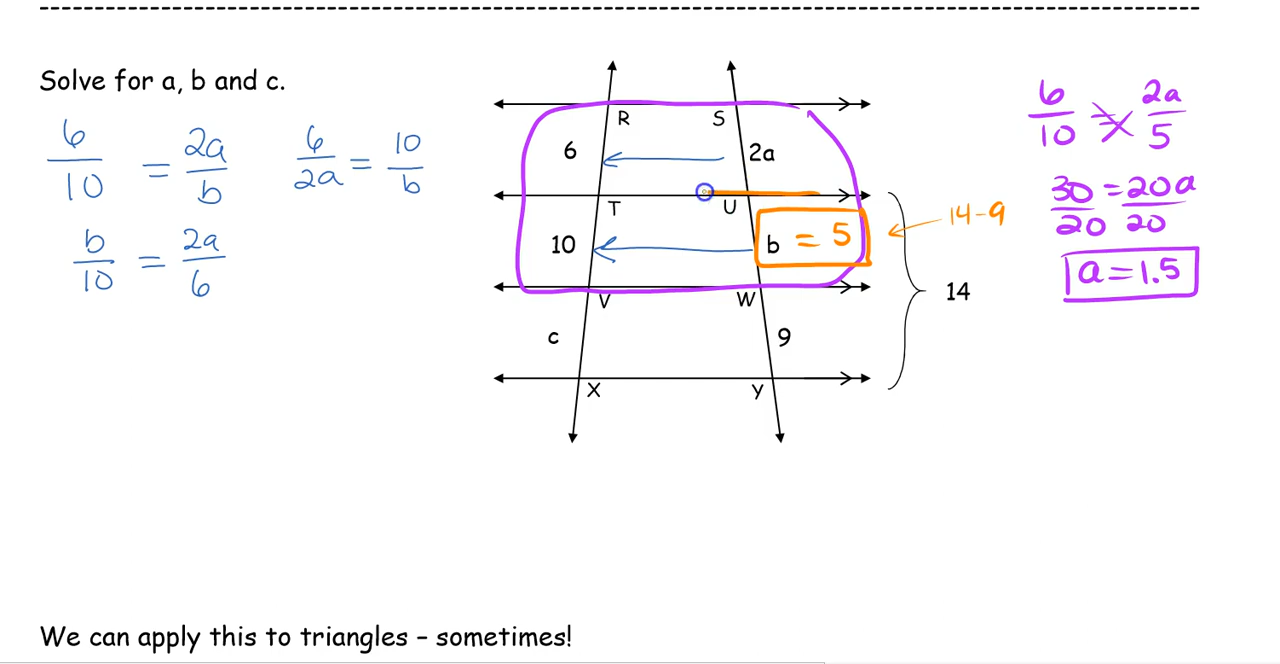 Solve for a, b and c.
6/10 = 2a/b
6/2a = 10/b
b/10 = 2a/6
R S
6 2a
T U
10 b = 5
V W
c 9
X Y
14-9
14
6/10 = 2a/5
30/20 = 20a/20
a = 1.5
We can apply this to triangles – sometimes!